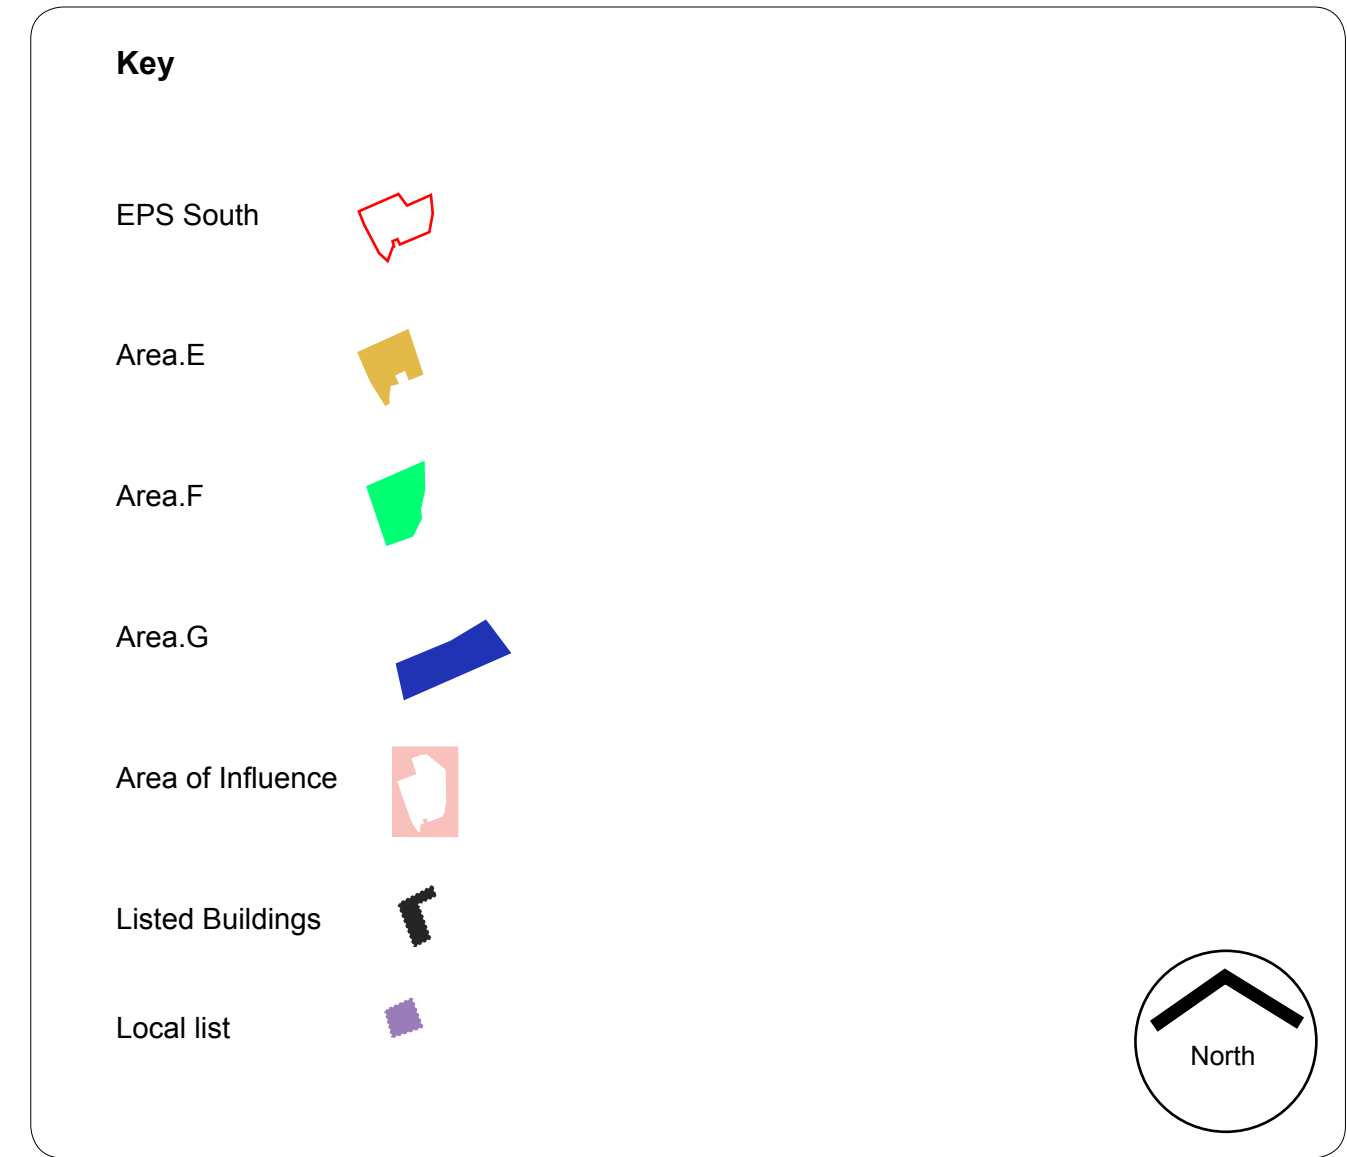 Key
EPS South
Area.E
Area.F
Area.G
Area of Influence
Listed Buildings
Local list
North